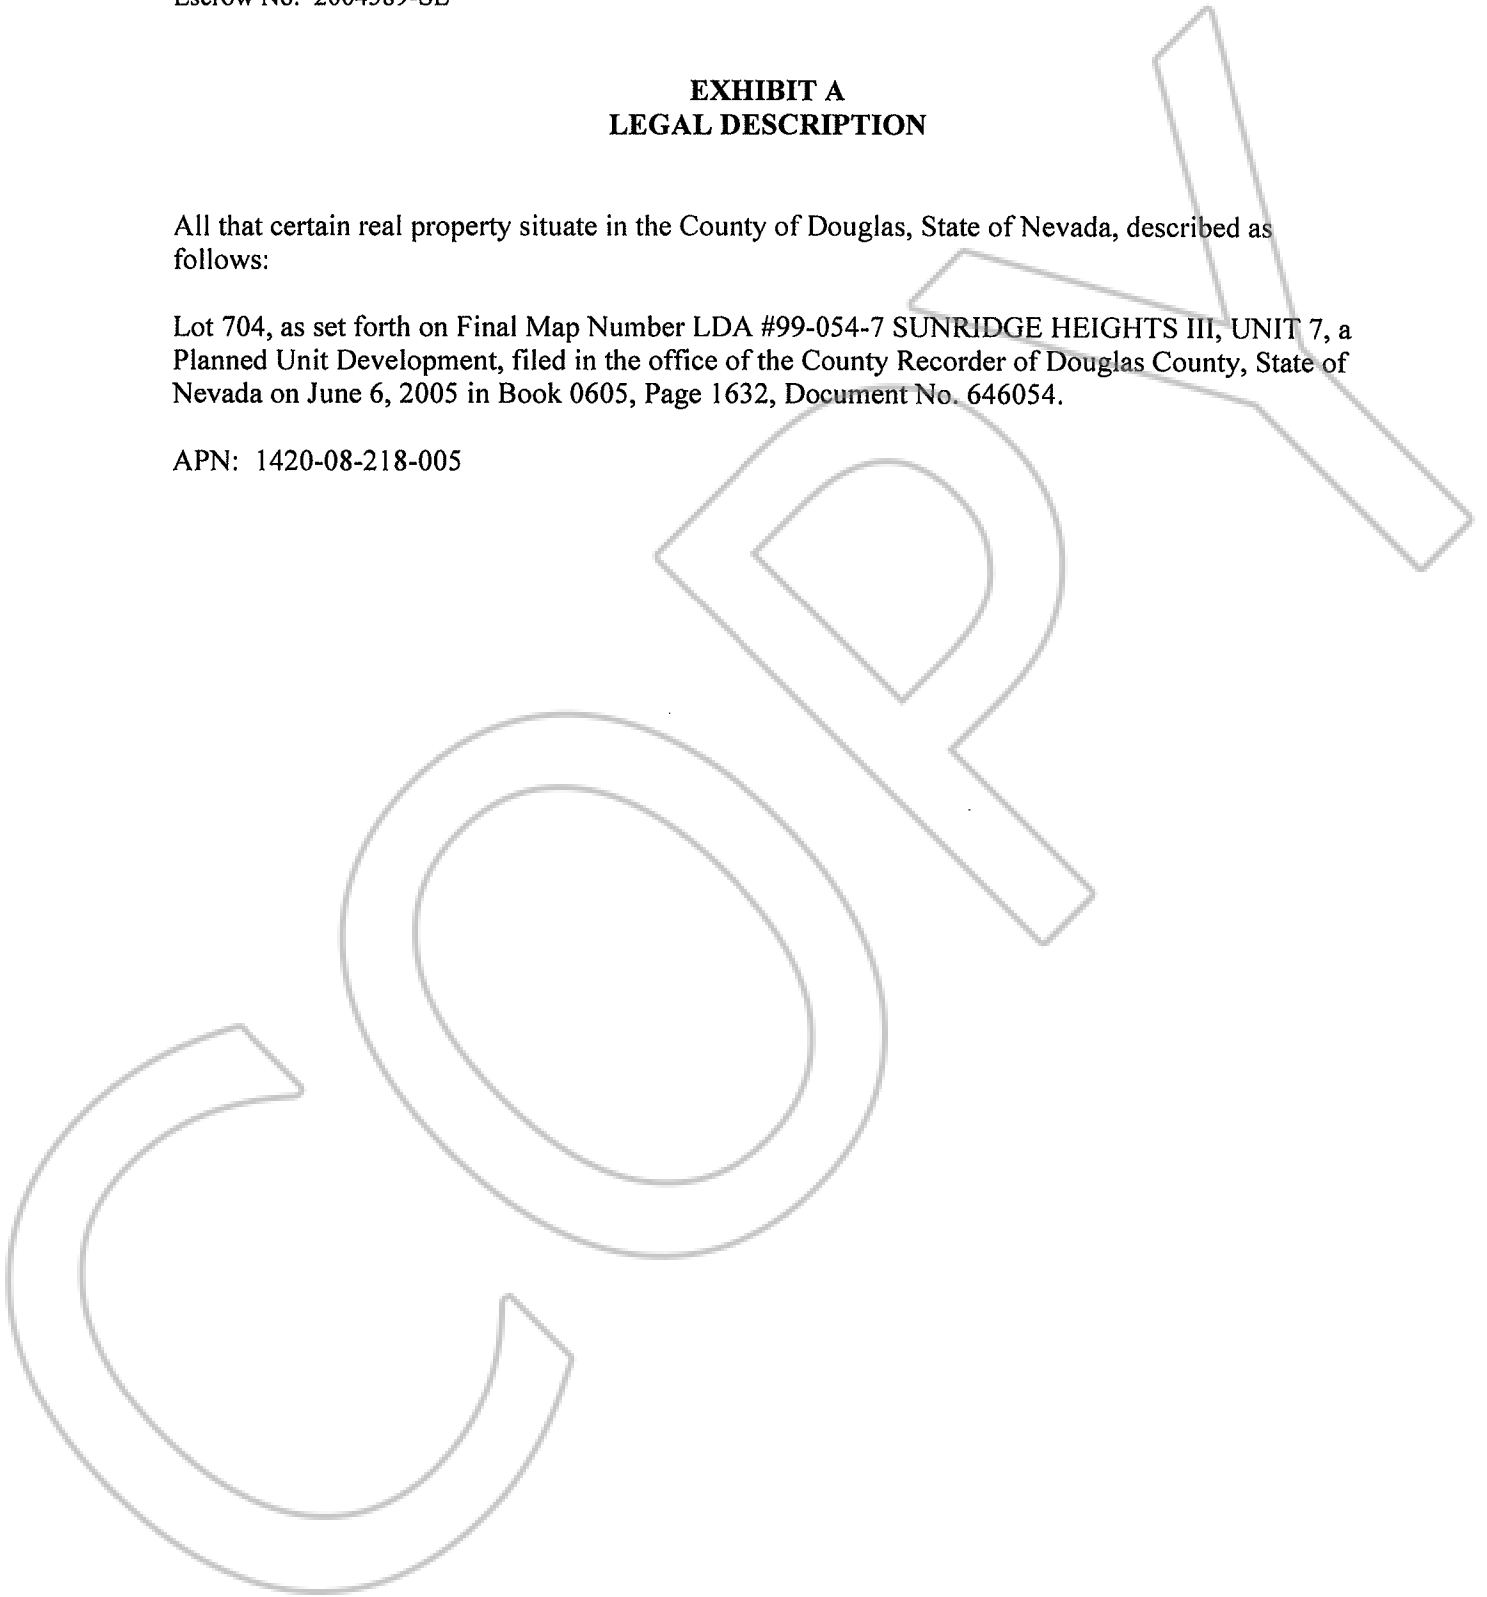 Escrow No.
EXHIBIT A
LEGAL DESCRIPTION
All that certain real property situate in the County of Douglas, State of Nevada, described as
follows:
Lot 704, as set forth on Final Map Number LDA #99-054-7 SUNRIDGE HEIGHTS III, UNIT 7, a
Planned Unit Development, filed in the office of the County Recorder of Douglas County, State of
Nevada on June 6, 2005 in Book 0605, Page 1632, Document No. 646054.
APN: 1420-08-218-005
COPY